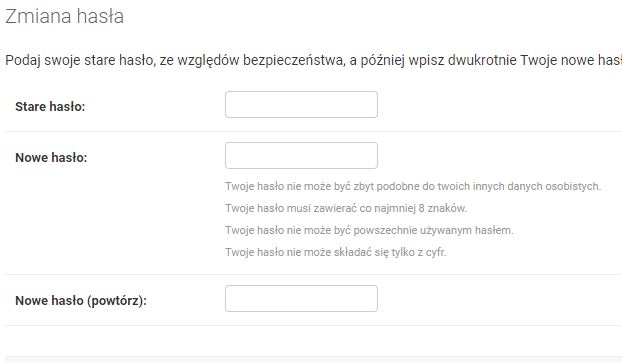 Zmiana hasła
Podaj swoje stare hasło, ze względów bezpieczeństwa, a później wpisz dwukrotnie Twoje nowe has
Stare hasło:
Nowe hasło:
Twoje hasło nie może być zbyt podobne do twoich innych danych osobistych.
Twoje hasło musi zawierać co najmniej 8 znaków.
Twoje hasło nie może być powszechnie używanym hasłem.
Twoje hasło nie może składać się tylko z cyfr.
Nowe hasło (powtórz):